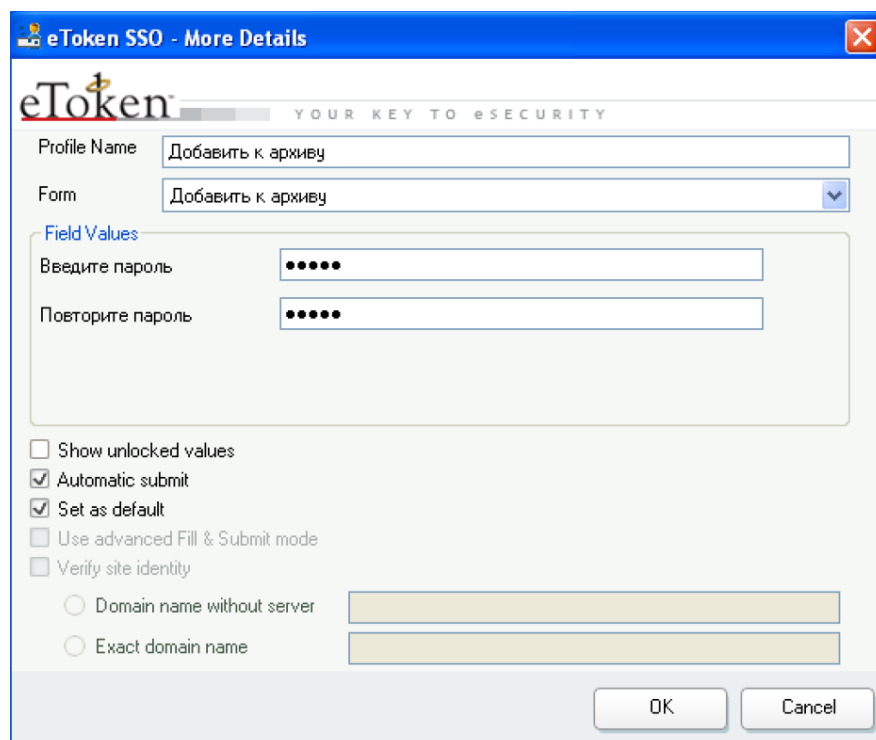 eToken SSO - More Details
eToken™
YOUR KEY TO eSECURITY
Profile Name Добавить к архиву
Form Добавить к архиву
Field Values
Введите пароль •••••
Повторите пароль •••••
Show unlocked values
Automatic submit
Set as default
Use advanced Fill & Submit mode
Verify site identity
Domain name without server
Exact domain name
OK Cancel